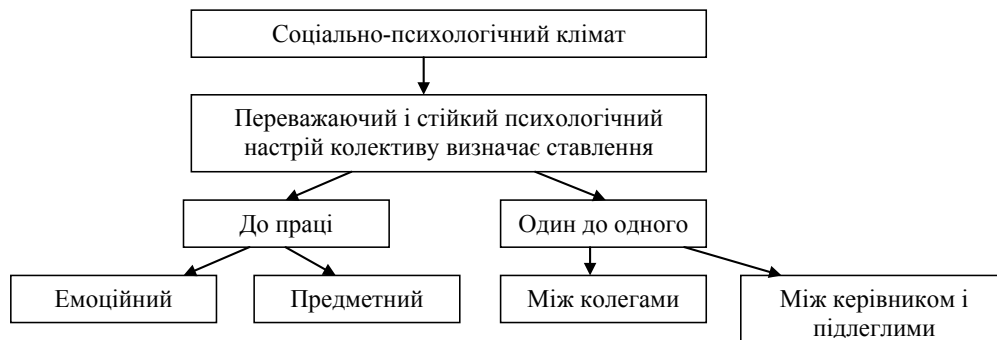 Соціально-психологічний клімат
Переважаючий і стійкий психологічний
настрій колективу визначає ставлення
До праці
Один до одного
Емоційний
Предметний
Між колегами
Між керівником і
підлеглими